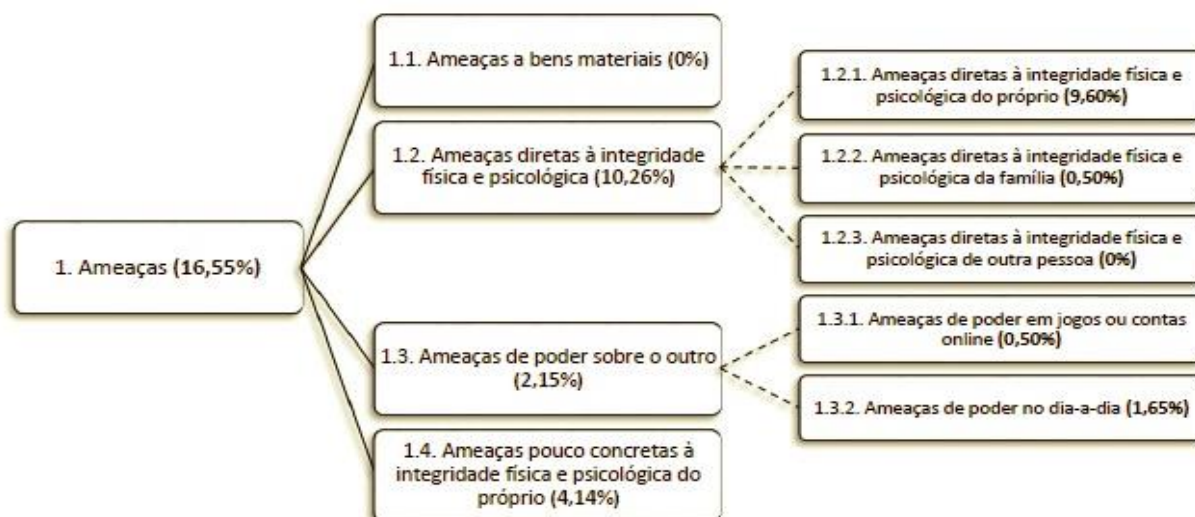 1. Ameaças (16,55%)
1.1. Ameaças a bens materiais (0%)
1.2. Ameaças diretas à integridade
física e psicológica (10,26%)
1.2.1. Ameaças diretas à integridade física e
psicológica do próprio (9,60%)
1.2.2. Ameaças diretas à integridade física e
psicológica da família (0,50%)
1.2.3. Ameaças diretas à integridade física e
psicológica de outra pessoa (0%)
1.3. Ameaças de poder sobre o outro
(2,15%)
1.3.1. Ameaças de poder em jogos ou contas
online (0,50%)
1.3.2. Ameaças de poder no dia-a-dia (1,65%)
1.4. Ameaças pouco concretas à
integridade física e psicológica do
próprio (4,14%)